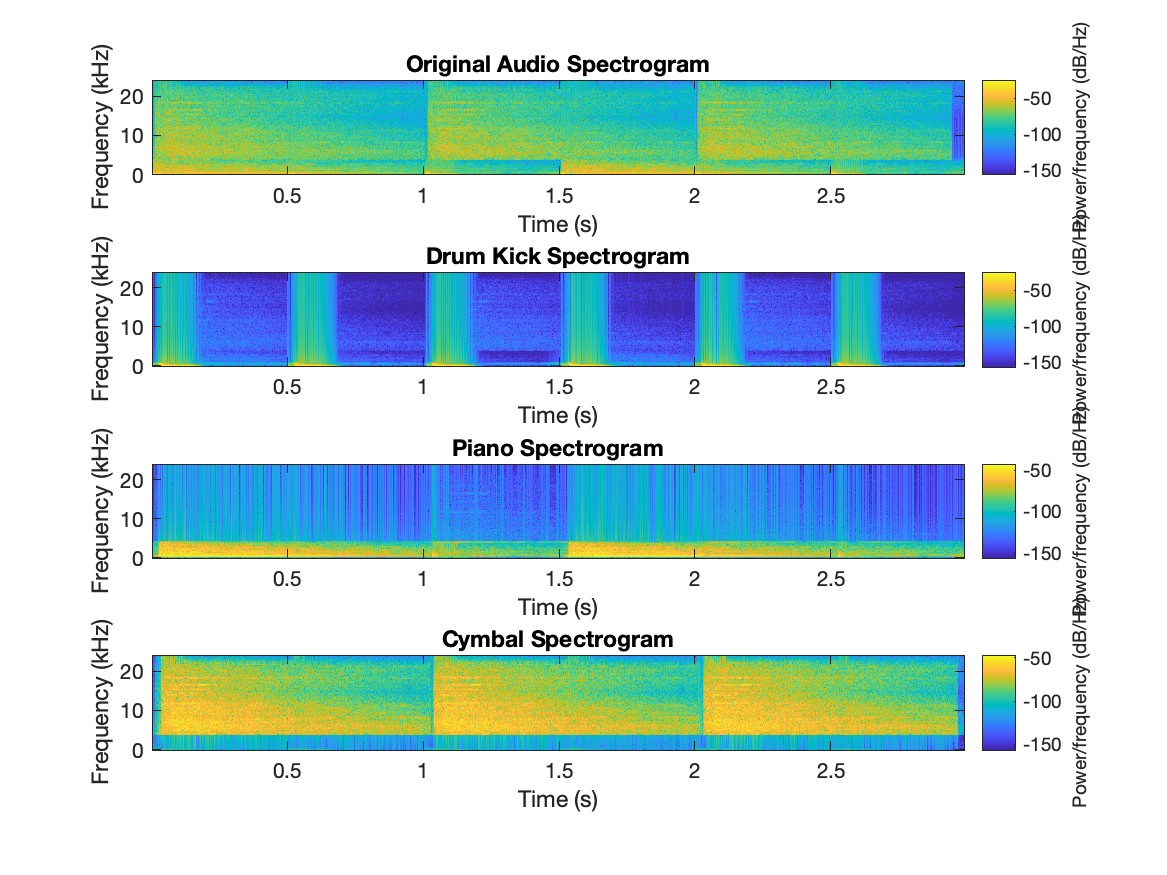 Original Audio Spectrogram
Frequency (kHz)
20
10
0
0.5 1 1.5 2 2.5
Time (s)
-50
-100
-150
Power/frequency (dB/Hz)
Drum Kick Spectrogram
Frequency (kHz)
20
10
0
0.5 1 1.5 2 2.5
Time (s)
-50
-100
-150
Power/frequency (dB/Hz)
Piano Spectrogram
Frequency (kHz)
20
10
0
0.5 1 1.5 2 2.5
Time (s)
-50
-100
-150
Power/frequency (dB/Hz)
Cymbal Spectrogram
Frequency (kHz)
20
10
0
0.5 1 1.5 2 2.5
Time (s)
-50
-100
-150
Power/frequency (dB/Hz)